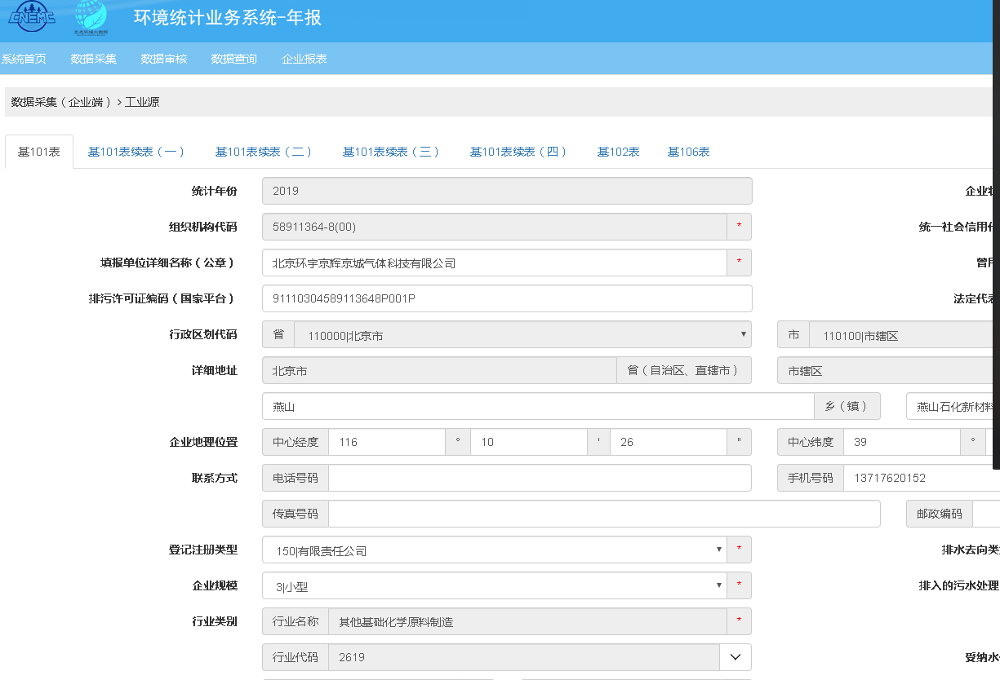 CNEMC
环境统计业务系统-年报
系统首页 数据采集 数据审核 数据查询 企业报表
数据采集（企业端）> 工业源
基101表 基101表续表（一） 基101表续表（二） 基101表续表（三） 基101表续表（四） 基102表 基106表
统计年份 2019 企业
组织机构代码 58911364-8(00) * 统一社会信用
填报单位详细名称（公章） 北京环宇京辉京城气体科技有限公司 * 曾
排污许可证编码（国家平台） 91110304589113648P001P 法定代表
行政区划代码 省 110000|北京市 市 110100|市辖区
详细地址 北京市 省（自治区、直辖市） 市辖区
燕山 乡（镇） 燕山石化新材料
企业地理位置 中心经度 116 ° 10 ' 26 " 中心纬度 39 °
联系方式 电话号码 手机号码 13717620152
传真号码 邮政编码
登记注册类型 150|有限责任公司 * 排水去向类
企业规模 3|小型 * 排入的污水处理
行业类别 行业名称 其他基础化学原料制造 *
行业代码 2619 受纳水